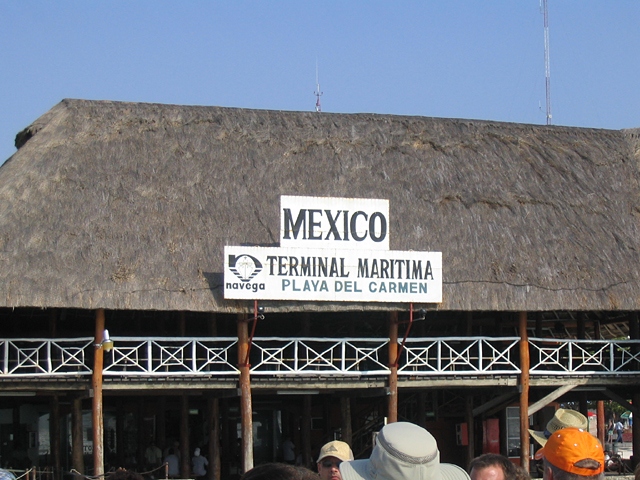 MEXICO
TERMINAL MARITIMA
navega
PLAYA DEL CARMEN